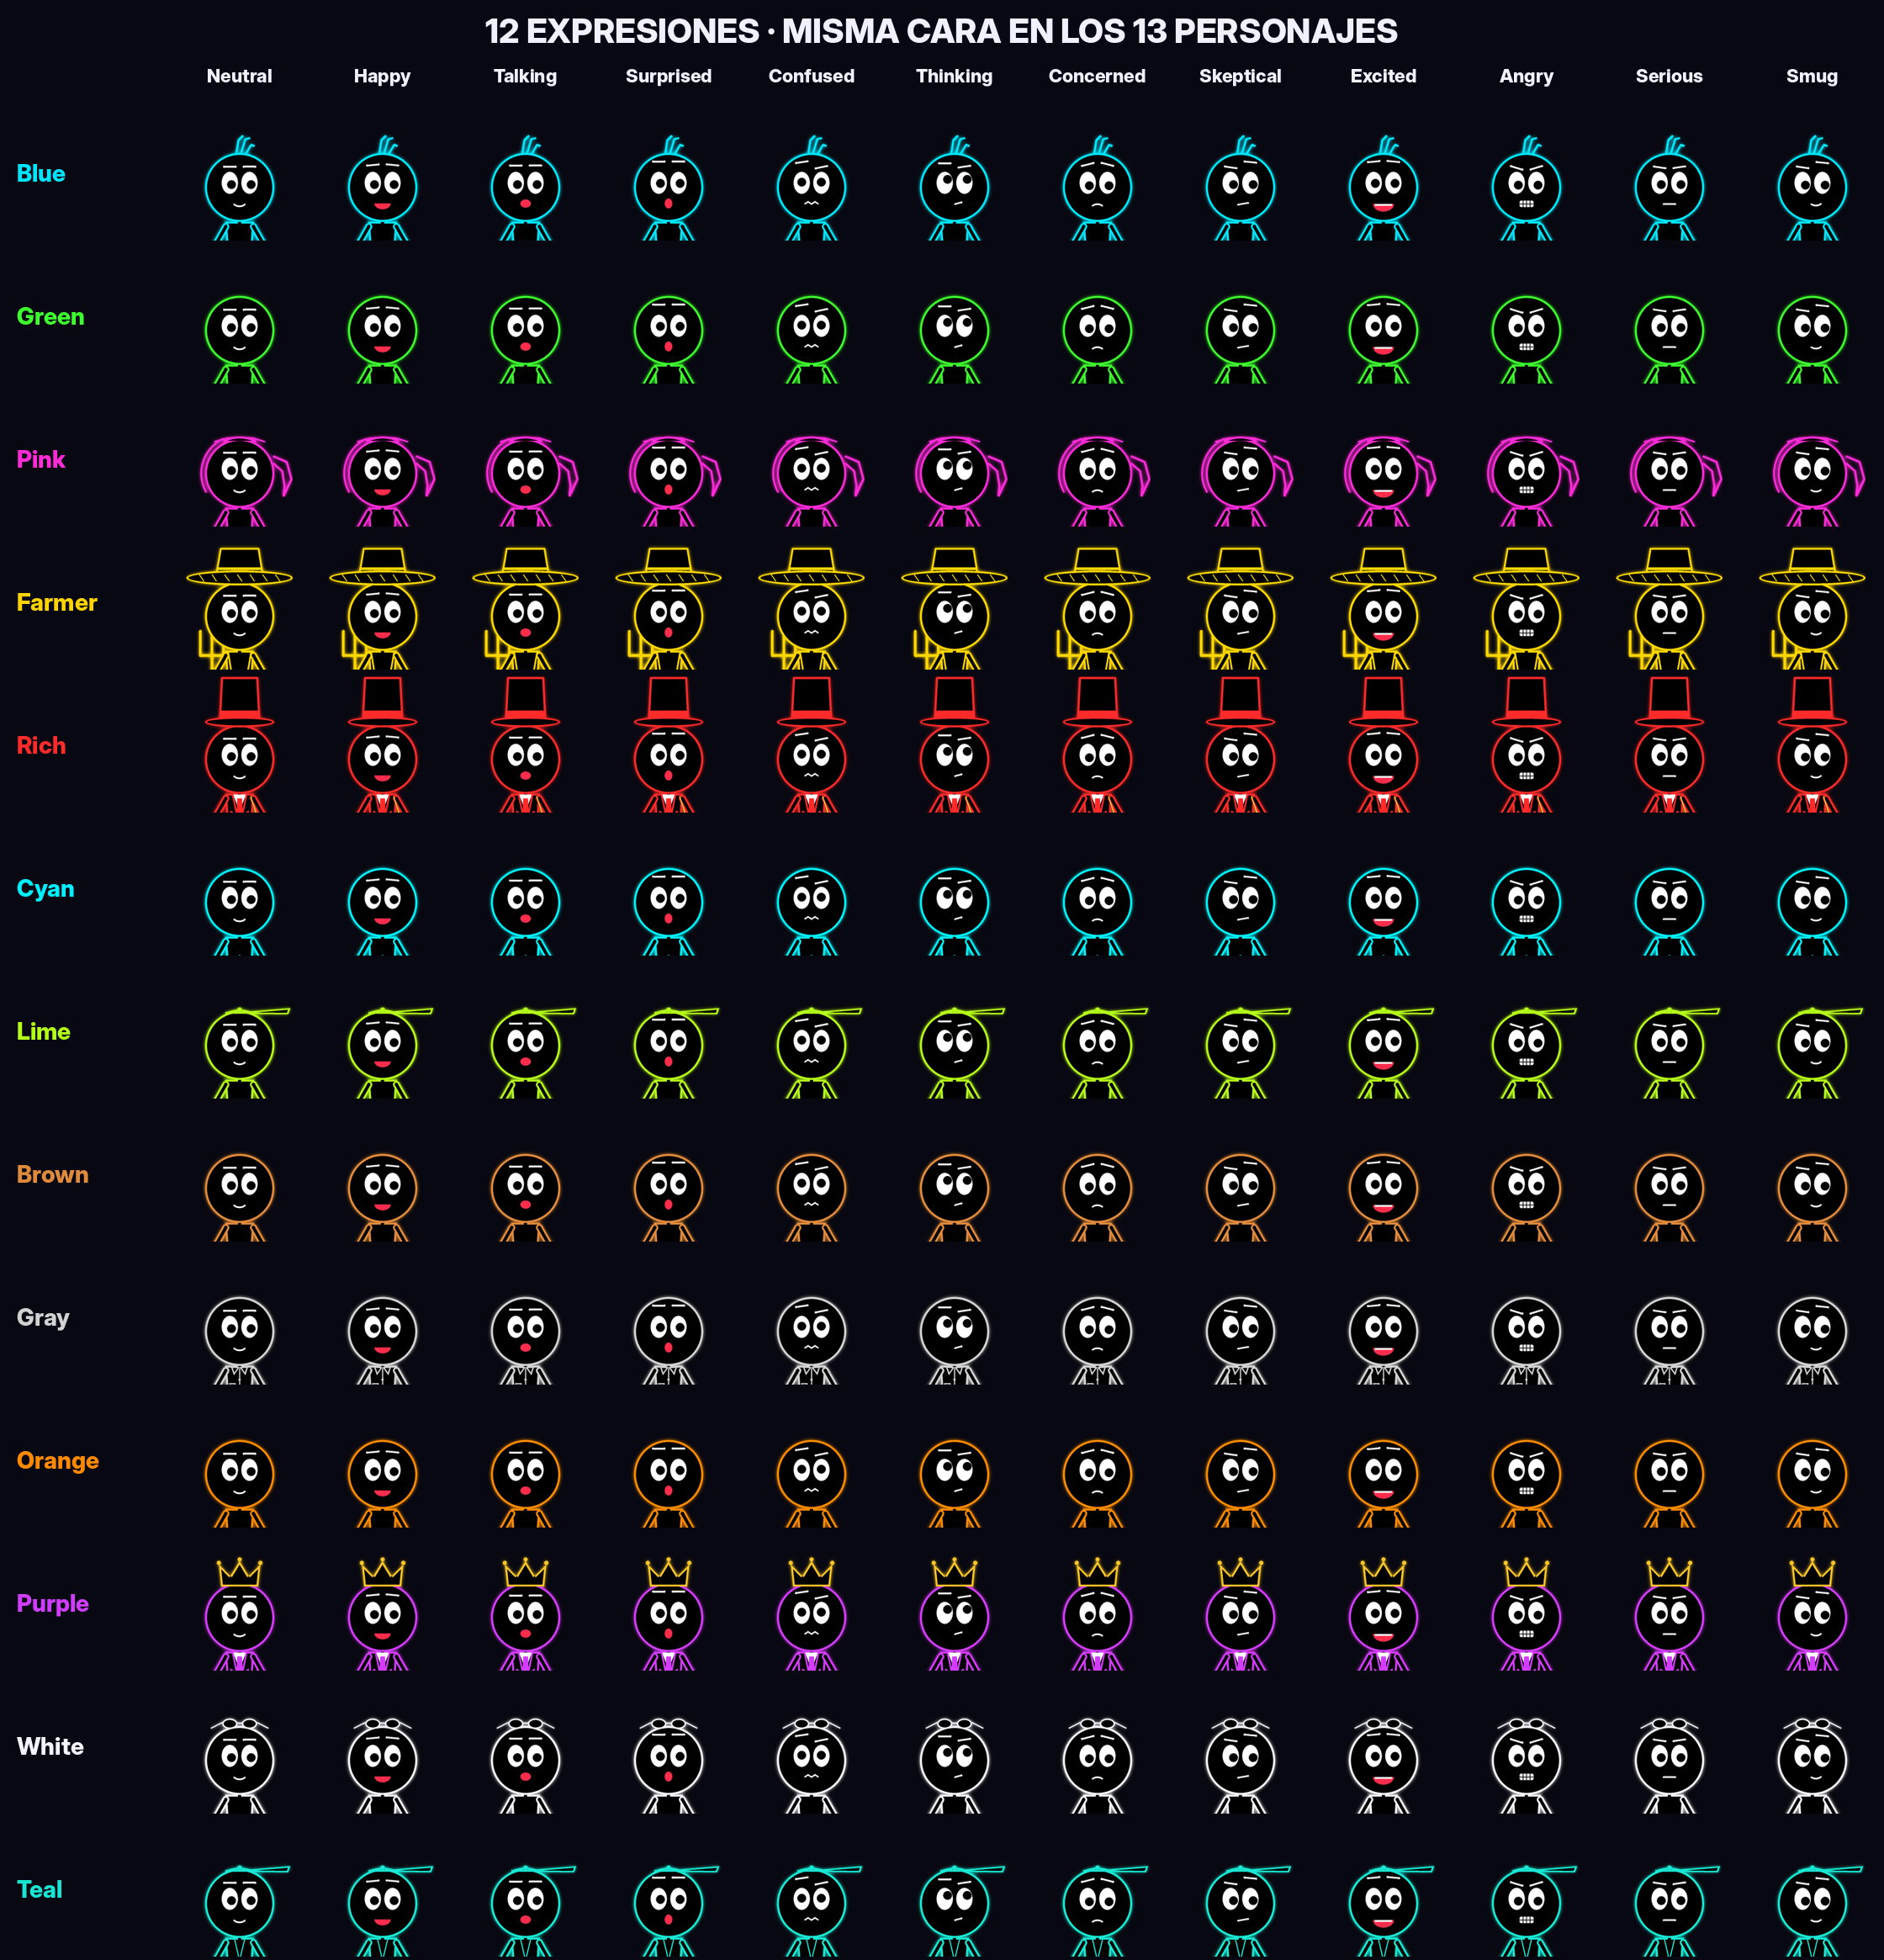 12 EXPRESIONES · MISMA CARA EN LOS 13 PERSONAJES
Neutral Happy Talking Surprised Confused Thinking Concerned Skeptical Excited Angry Serious Smug
Blue
Green
Pink
Farmer
Rich
Cyan
Lime
Brown
Gray
Orange
Purple
White
Teal